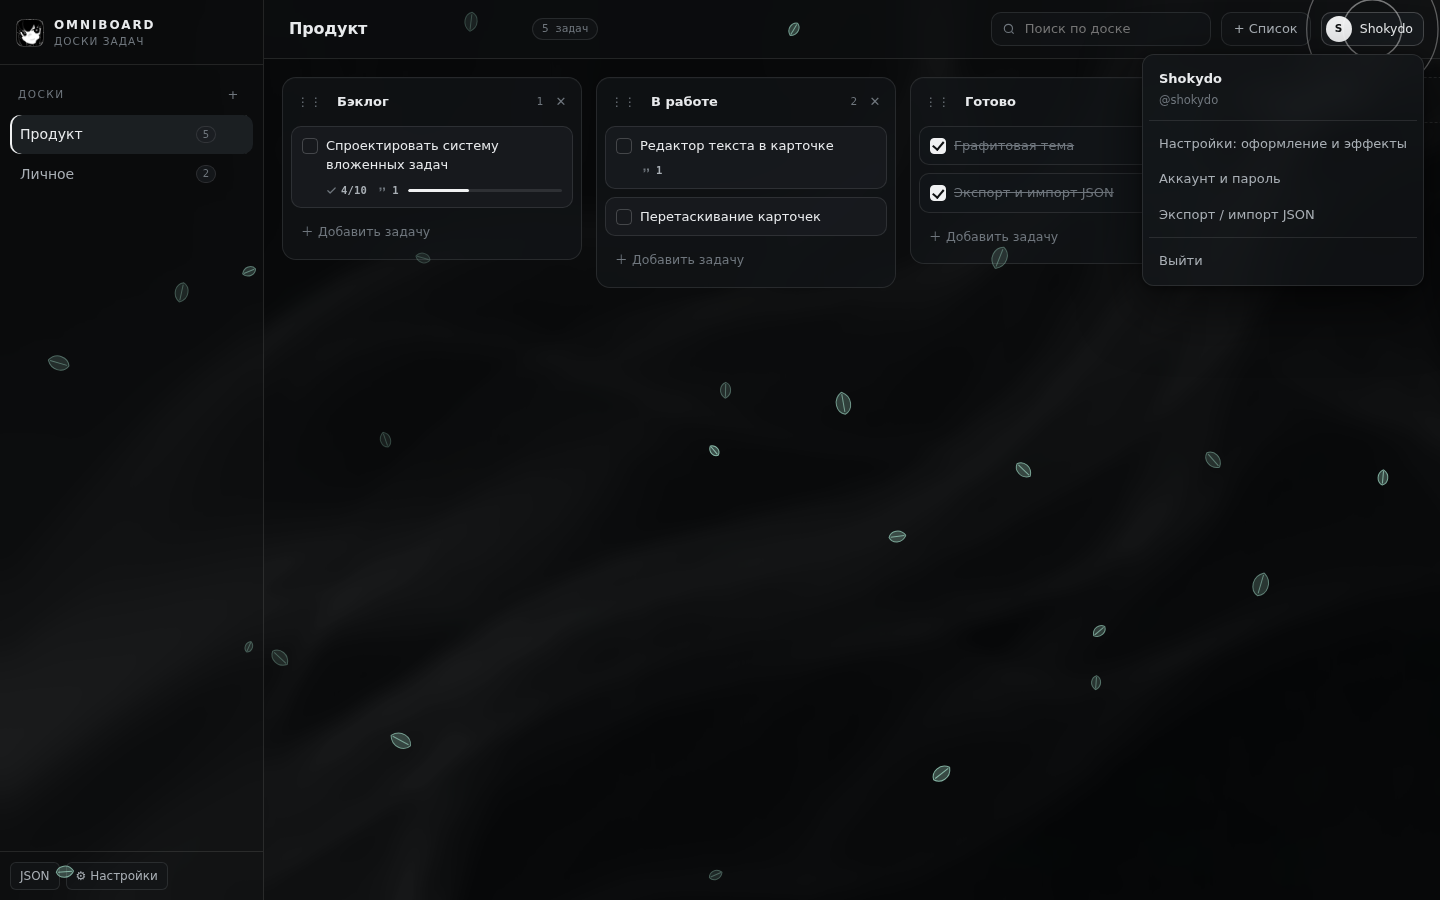 OMNIBOARD
ДОСКИ ЗАДАЧ
ДОСКИ
+
Продукт
5
Личное
2
JSON
⚙ Настройки
Продукт
5 задач
Поиск по доске
+ Список
S
Shokydo
Бэклог
1 ✕
Спроектировать систему
вложенных задач
4/10
" 1
+ Добавить задачу
В работе
2 ✕
Редактор текста в карточке
" 1
Перетаскивание карточек
+ Добавить задачу
Готово
Графитовая тема
Экспорт и импорт JSON
+ Добавить задачу
Shokydo
@shokydo
Настройки: оформление и эффекты
Аккаунт и пароль
Экспорт / импорт JSON
Выйти